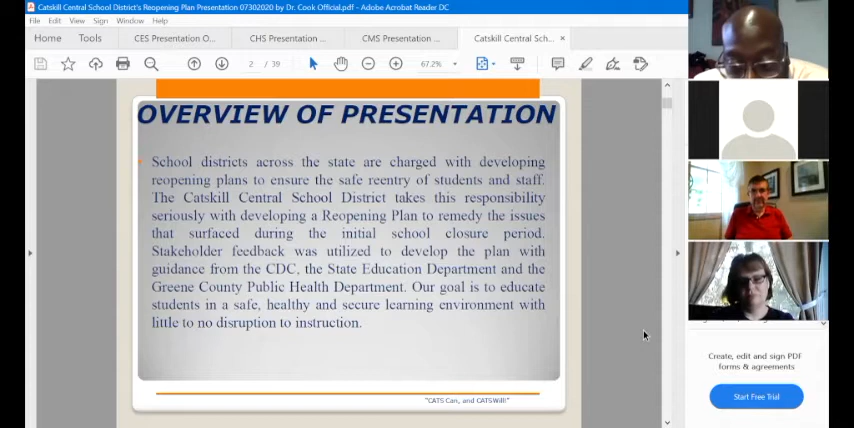 Catskill Central School District's Reopening Plan Presentation 07302020 by Dr. Cook Official.pdf - Adobe Acrobat Reader DC
File Edit View Sign Window Help
Home Tools CES Presentation O... CHS Presentation ... CMS Presentation ... Catskill Central Sch... ×
2 / 39 67.2%
OVERVIEW OF PRESENTATION
School districts across the state are charged with developing
reopening plans to ensure the safe reentry of students and staff.
The Catskill Central School District takes this responsibility
seriously with developing a Reopening Plan to remedy the issues
that surfaced during the initial school closure period.
Stakeholder feedback was utilized to develop the plan with
guidance from the CDC, the State Education Department and the
Greene County Public Health Department. Our goal is to educate
students in a safe, healthy and secure learning environment with
little to no disruption to instruction.
"CATS Can, and CATS Will!"
Create, edit and sign PDF
forms & agreements
Start Free Trial